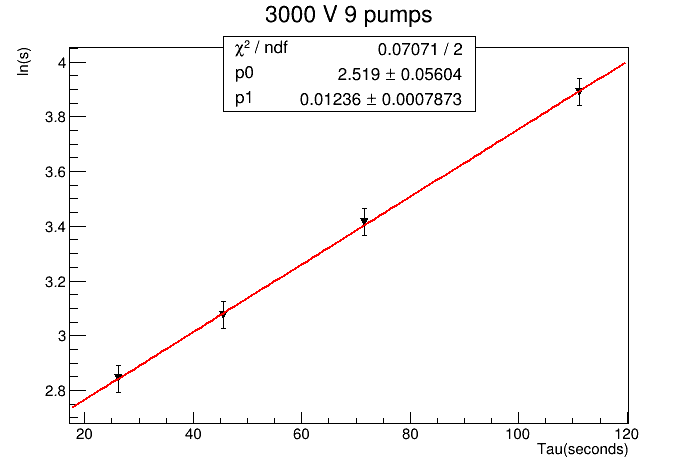 3000 V 9 pumps
χ² / ndf 0.07071 / 2
p0 2.519 ± 0.05604
p1 0.01236 ± 0.0007873
ln(s)
4
3.8
3.6
3.4
3.2
3
2.8
20 40 60 80 100 120
Tau(seconds)